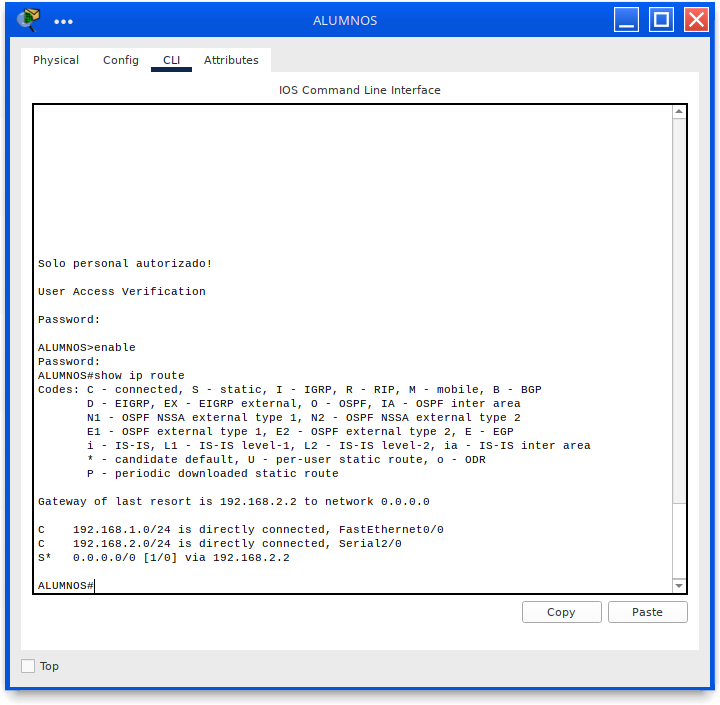 ALUMNOS
Physical Config CLI Attributes
IOS Command Line Interface
Solo personal autorizado!
User Access Verification
Password:
ALUMNOS>enable
Password:
ALUMNOS#show ip route
Codes: C - connected, S - static, I - IGRP, R - RIP, M - mobile, B - BGP
D - EIGRP, EX - EIGRP external, O - OSPF, IA - OSPF inter area
N1 - OSPF NSSA external type 1, N2 - OSPF NSSA external type 2
E1 - OSPF external type 1, E2 - OSPF external type 2, E - EGP
i - IS-IS, L1 - IS-IS level-1, L2 - IS-IS level-2, ia - IS-IS inter area
* - candidate default, U - per-user static route, o - ODR
P - periodic downloaded static route
Gateway of last resort is 192.168.2.2 to network 0.0.0.0
C    192.168.1.0/24 is directly connected, FastEthernet0/0
C    192.168.2.0/24 is directly connected, Serial2/0
S*   0.0.0.0/0 [1/0] via 192.168.2.2
ALUMNOS#
Copy Paste
Top